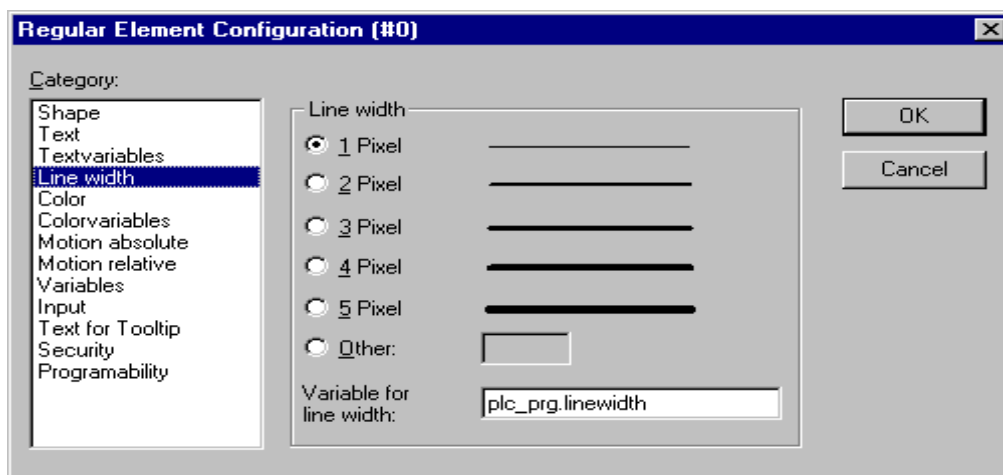 Regular Element Configuration (#0)
Category:
Shape
Text
Textvariables
Line width
Color
Colorvariables
Motion absolute
Motion relative
Variables
Input
Text for Tooltip
Security
Programability
Line width
1 Pixel
2 Pixel
3 Pixel
4 Pixel
5 Pixel
Other:
Variable for
line width:
plc_prg.linewidth
OK
Cancel